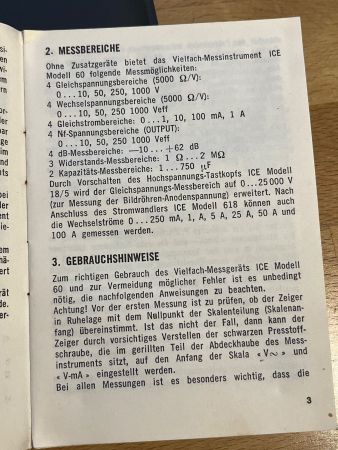 2. MESSBEREICHE
Ohne Zusatzgeräte bietet das Vielfach-Messinstrument ICE
Modell 60 folgende Messmöglichkeiten:
4 Gleichspannungsbereiche (5000 Ω/V):
0...10, 50, 250, 1000 V
4 Wechselspannungsbereiche (5000 Ω/V):
0...10, 50, 250, 1000 Veff
4 Gleichstrombereiche: 0...1, 10, 100 mA, 1 A
4 Nf-Spannungsbereiche (OUTPUT):
0...10, 50, 250, 1000 Veff
4 dB-Messbereiche: —10...+62 dB
3 Widerstands-Messbereiche: 1 Ω...2 MΩ
2 Kapazitäts-Messbereiche: 1...750 µF
Durch Vorschalten des Hochspannungs-Tastkopfs ICE Modell
18/5 wird der Gleichspannungs-Messbereich auf 0...25000 V
(zur Messung der Bildröhren-Anodenspannung) erweitert. Nach
Anschluss des Stromwandlers ICE Modell 618 können auch
die Wechselströme 0...250 mA, 1 A, 5 A, 25 A, 50 A und
100 A gemessen werden.
3. GEBRAUCHSHINWEISE
Zum richtigen Gebrauch des Vielfach-Messgeräts ICE Modell
60 und zur Vermeidung möglicher Fehler ist es unbedingt
nötig, die nachfolgenden Anweisungen zu beachten.
Achtung! Vor der ersten Messung ist zu prüfen, ob der Zeiger
in Ruhelage mit dem Nullpunkt der Skalenteilung (Skalenan-
fang) übereinstimmt. Ist das nicht der Fall, dann kann der
Zeiger durch vorsichtiges Verstellen der schwarzen Presstoff-
schraube, die im gerillten Teil der Abdeckhaube des Mess-
instruments sitzt, auf den Anfang der Skala «V∾» und
«V-mA» eingestellt werden.
Bei allen Messungen ist es besonders wichtig, dass die
3